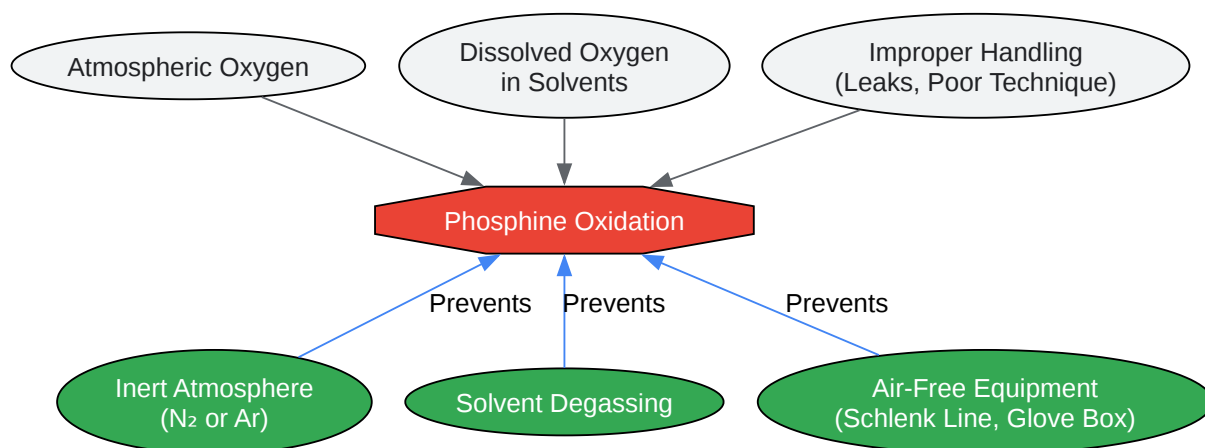 Atmospheric Oxygen
Dissolved Oxygen
in Solvents
Improper Handling
(Leaks, Poor Technique)
Phosphine Oxidation
Prevents
Prevents
Prevents
Inert Atmosphere
(N₂ or Ar)
Solvent Degassing
Air-Free Equipment
(Schlenk Line, Glove Box)